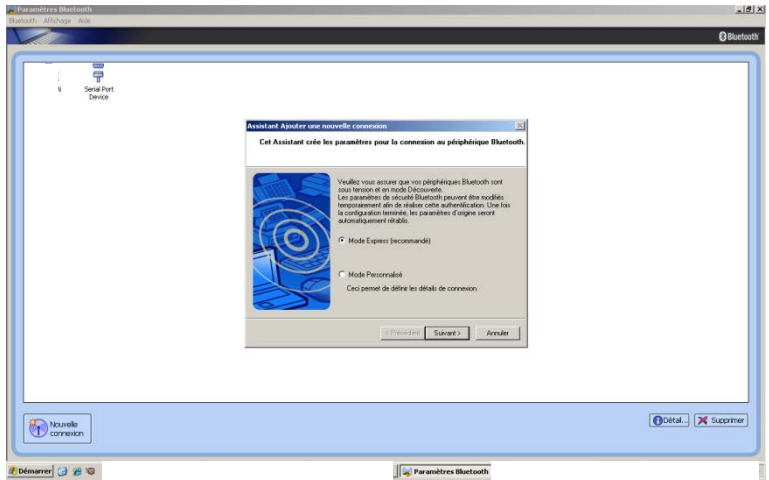 Paramètres Bluetooth
Bluetooth Affichage Aide
Bluetooth
Serial Port
Device
Assistant Ajouter une nouvelle connexion
Cet Assistant crée les paramètres pour la connexion au périphérique Bluetooth.
Veuillez vous assurer que vos périphériques Bluetooth sont
sous tension et en mode Découverte.
Les paramètres de sécurité Bluetooth peuvent être modifiés
temporairement afin de réaliser cette authentification. Une fois
la configuration terminée, les paramètres d'origine seront
automatiquement rétablis.
Mode Express (recommandé)
Mode Personnalisé
Ceci permet de définir les détails de connexion.
< Précédent Suivant > Annuler
Nouvelle
connexion
Détail... Supprimer
Démarrer Paramètres Bluetooth